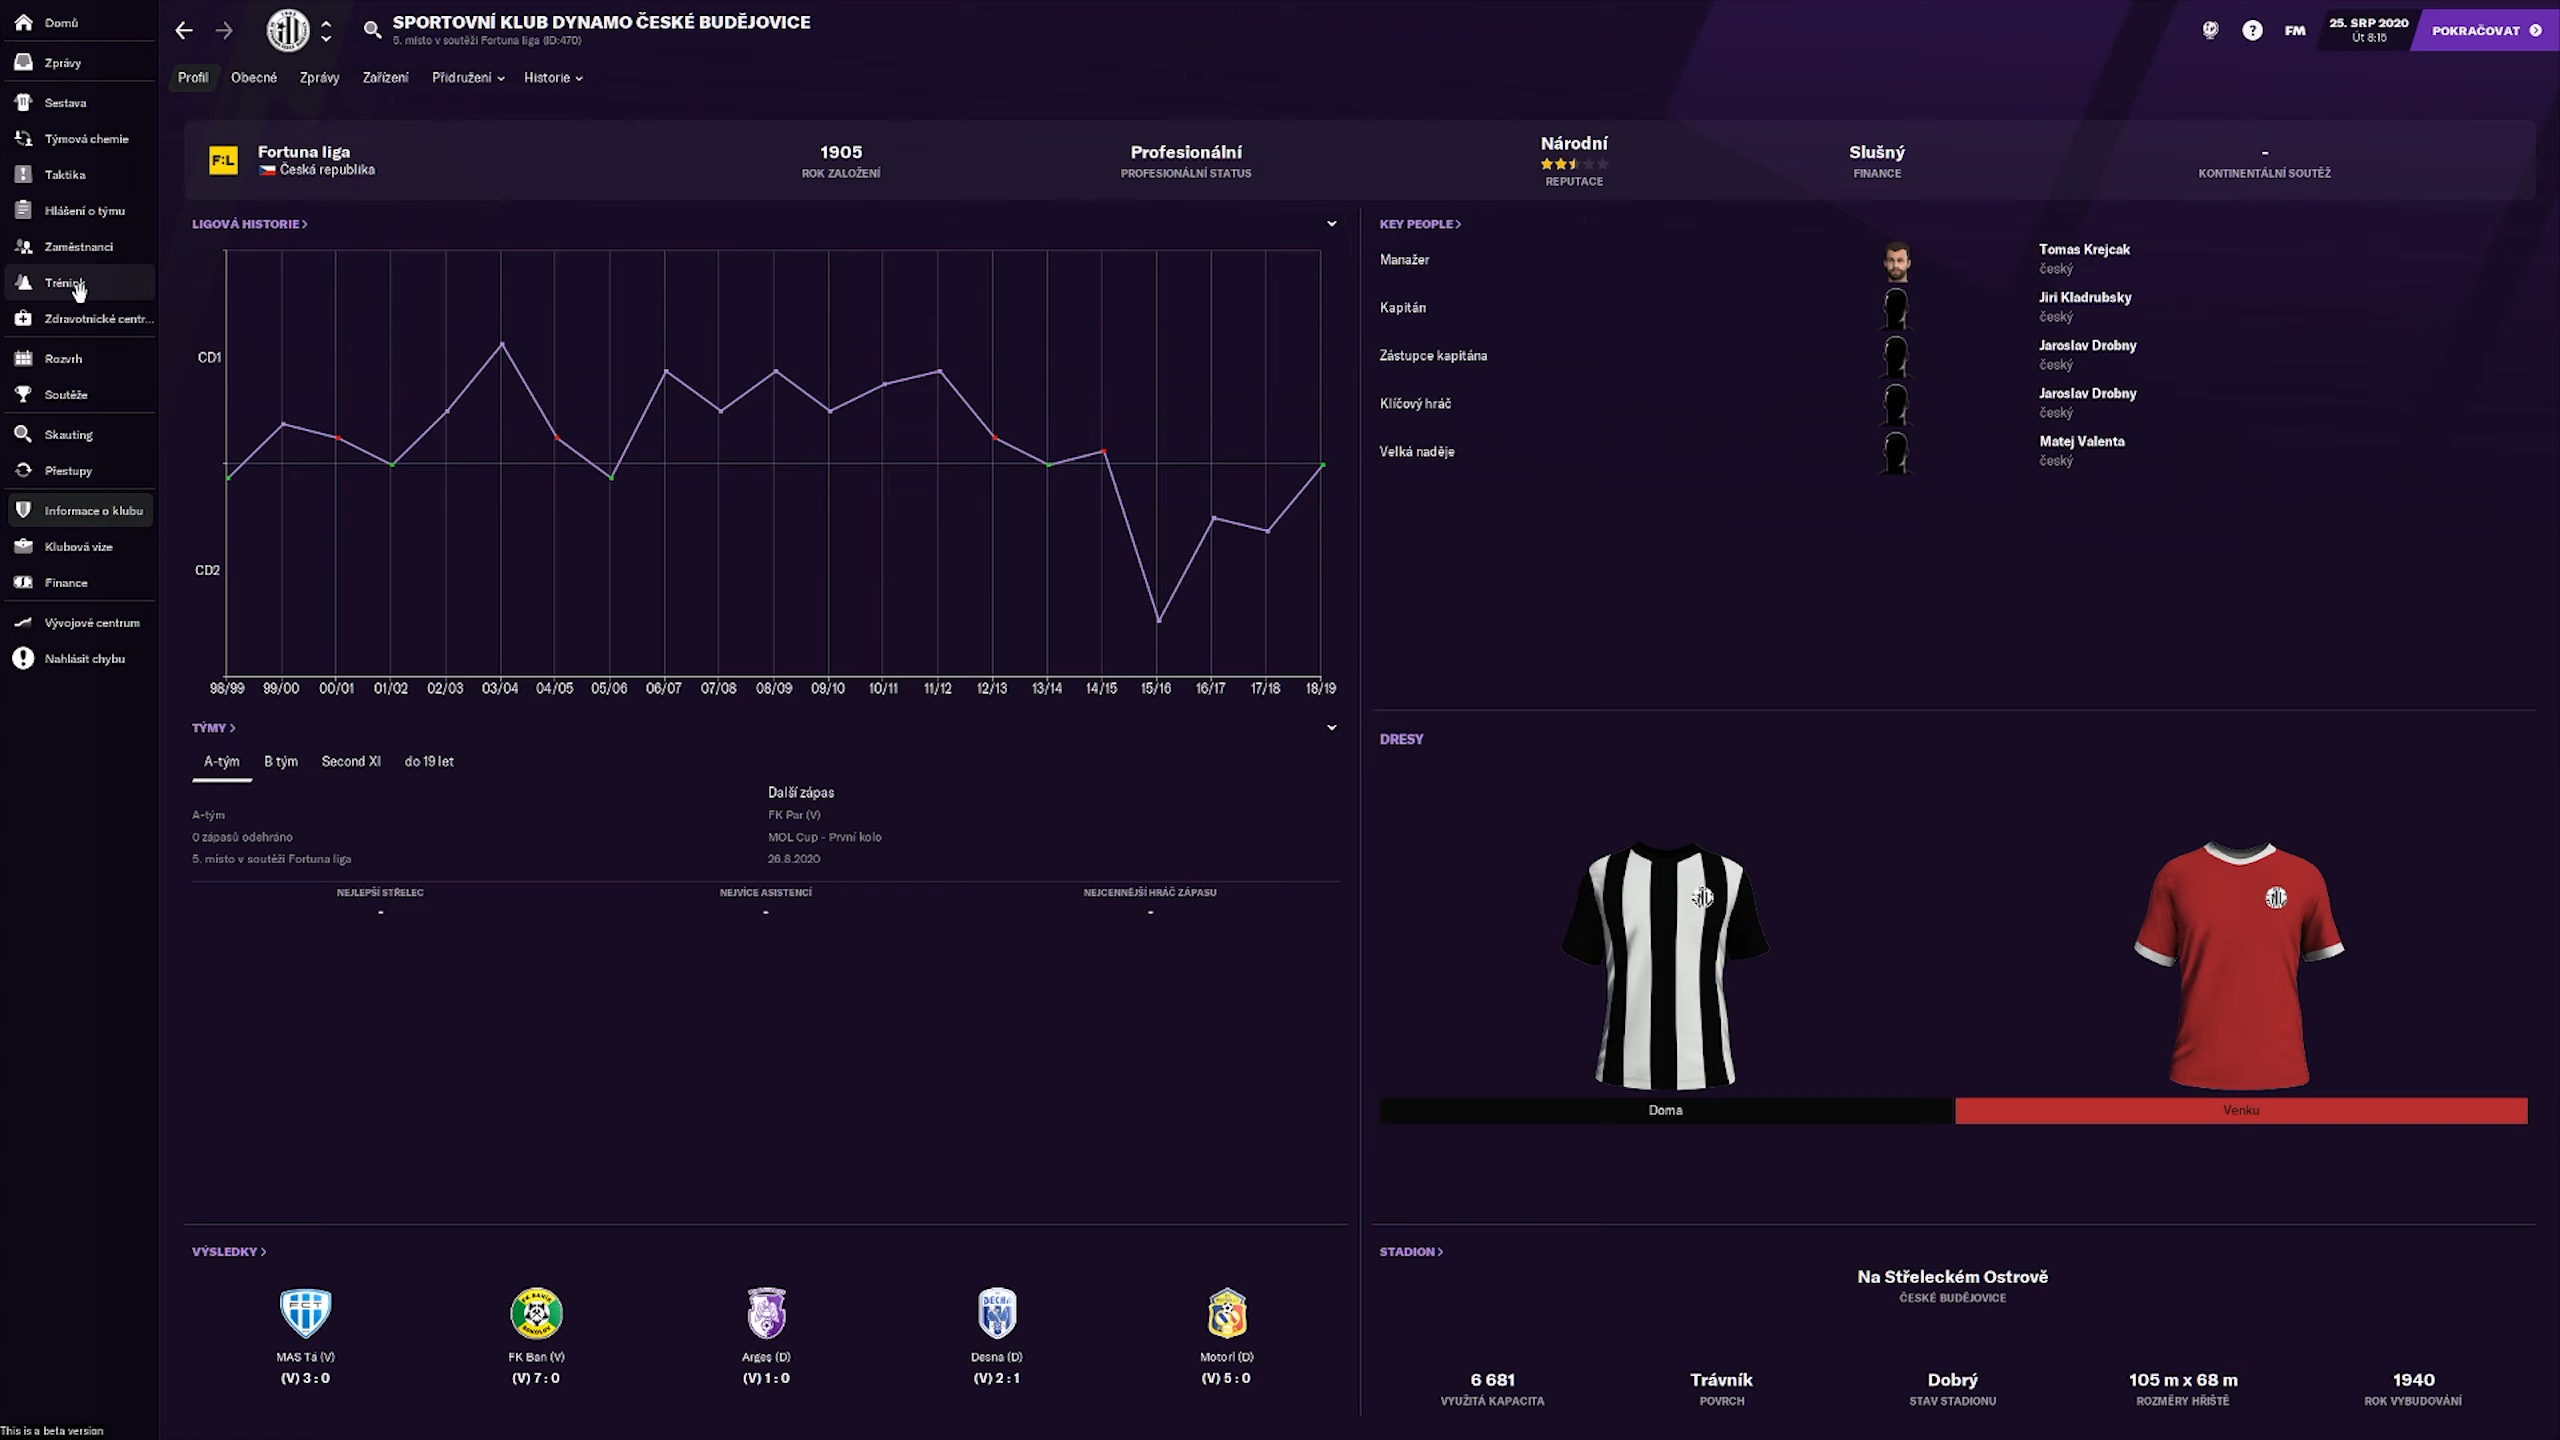 Domů
Zprávy
Sestava
Týmová chemie
Taktika
Hlášení o týmu
Zaměstnanci
Trénink
Zdravotnické centr...
Rozvrh
Soutěže
Skauting
Přestupy
Informace o klubu
Klubová vize
Finance
Vývojové centrum
Nahlásit chybu
This is a beta version
SPORTOVNÍ KLUB DYNAMO ČESKÉ BUDĚJOVICE
5. místo v soutěži Fortuna liga (ID:470)
FM
25. SRP 2020
Út 8:15
POKRAČOVAT
Profil Obecné Zprávy Zařízení Přidružení Historie
F:L
Fortuna liga
Česká republika
1905
ROK ZALOŽENÍ
Profesionální
PROFESIONÁLNÍ STATUS
Národní
REPUTACE
Slušný
FINANCE
-
KONTINENTÁLNÍ SOUTĚŽ
LIGOVÁ HISTORIE >
CD1
CD2
98/99 99/00 00/01 01/02 02/03 03/04 04/05 05/06 06/07 07/08 08/09 09/10 10/11 11/12 12/13 13/14 14/15 15/16 16/17 17/18 18/19
KEY PEOPLE >
Manažer
Tomas Krejcak
český
Kapitán
Jiri Kladrubsky
český
Zástupce kapitána
Jaroslav Drobny
český
Klíčový hráč
Jaroslav Drobny
český
Velká naděje
Matej Valenta
český
TÝMY >
A-tým B tým Second XI do 19 let
A-tým
0 zápasů odehráno
5. místo v soutěži Fortuna liga
Další zápas
FK Par (V)
MOL Cup - První kolo
26.8.2020
NEJLEPŠÍ STŘELEC
-
NEJVÍCE ASISTENCÍ
-
NEJCENNĚJŠÍ HRÁČ ZÁPASU
-
DRESY
Doma
Venku
VÝSLEDKY >
MAS Tá (V)
(V) 3 : 0
FK Ban (V)
(V) 7 : 0
Argeș (D)
(V) 1 : 0
Desna (D)
(V) 2 : 1
Motorl (D)
(V) 5 : 0
STADION >
Na Střeleckém Ostrově
ČESKÉ BUDĚJOVICE
6 681
VYUŽITÁ KAPACITA
Trávník
POVRCH
Dobrý
STAV STADIONU
105 m x 68 m
ROZMĚRY HŘIŠTĚ
1940
ROK VYBUDOVÁNÍ